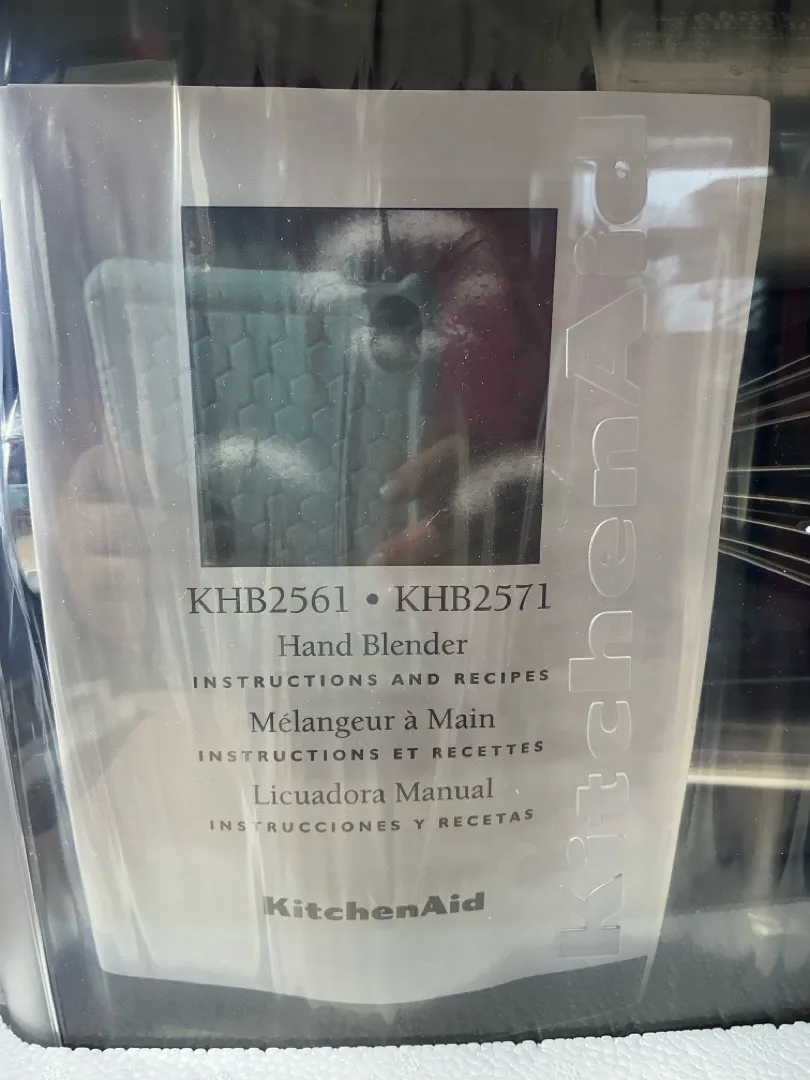 KHB2561 • KHB2571
Hand Blender
INSTRUCTIONS AND RECIPES
Mélangeur à Main
INSTRUCTIONS ET RECETTES
Licuadora Manual
INSTRUCCIONES Y RECETAS
KitchenAid
KitchenAid